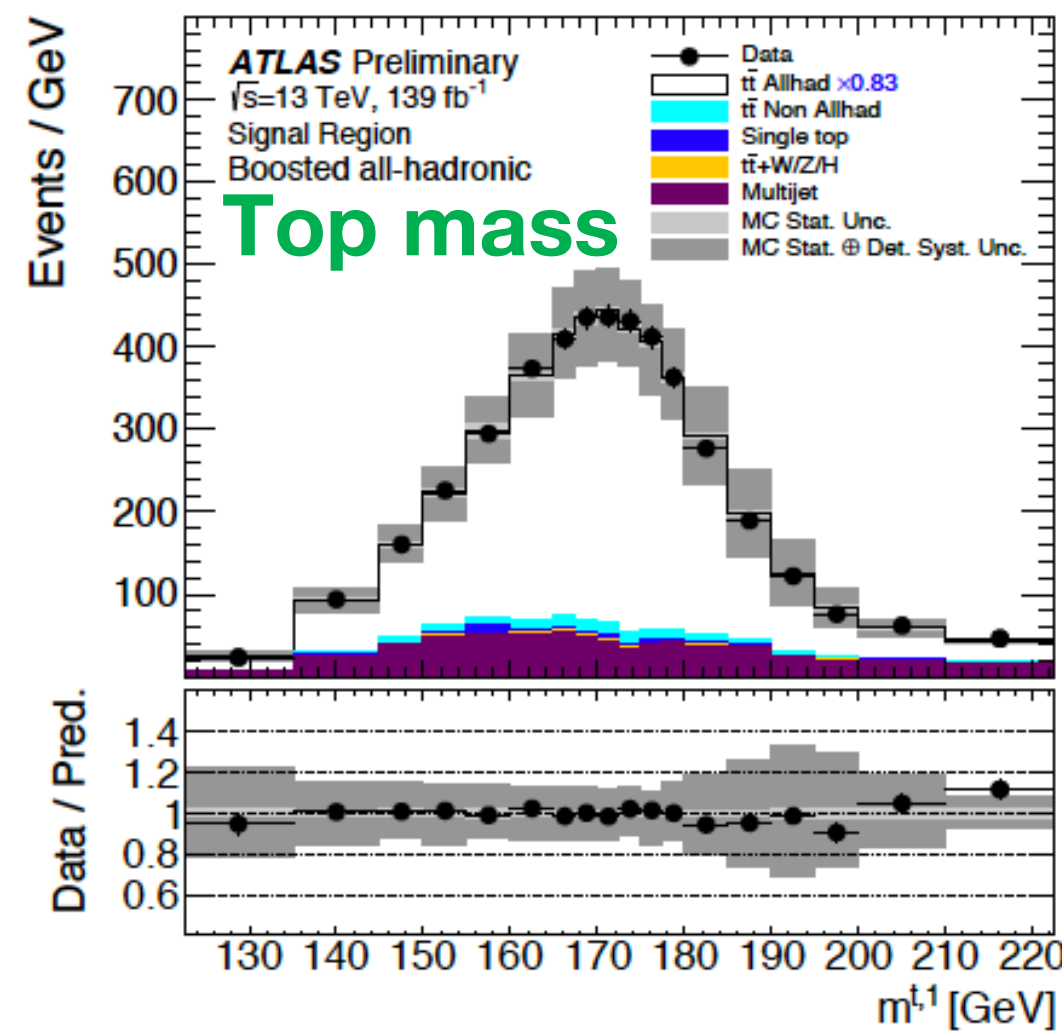 Events / GeV
ATLAS Preliminary
√s=13 TeV, 139 fb⁻¹
Signal Region
Boosted all-hadronic
Top mass
Data
tt̄ Allhad ×0.83
tt̄ Non Allhad
Single top
tt̄+W/Z/H
Multijet
MC Stat. Unc.
MC Stat. ⊕ Det. Syst. Unc.
700
600
500
400
300
200
100
Data / Pred.
1.4
1.2
1
0.8
0.6
130 140 150 160 170 180 190 200 210 220
m^t,1 [GeV]